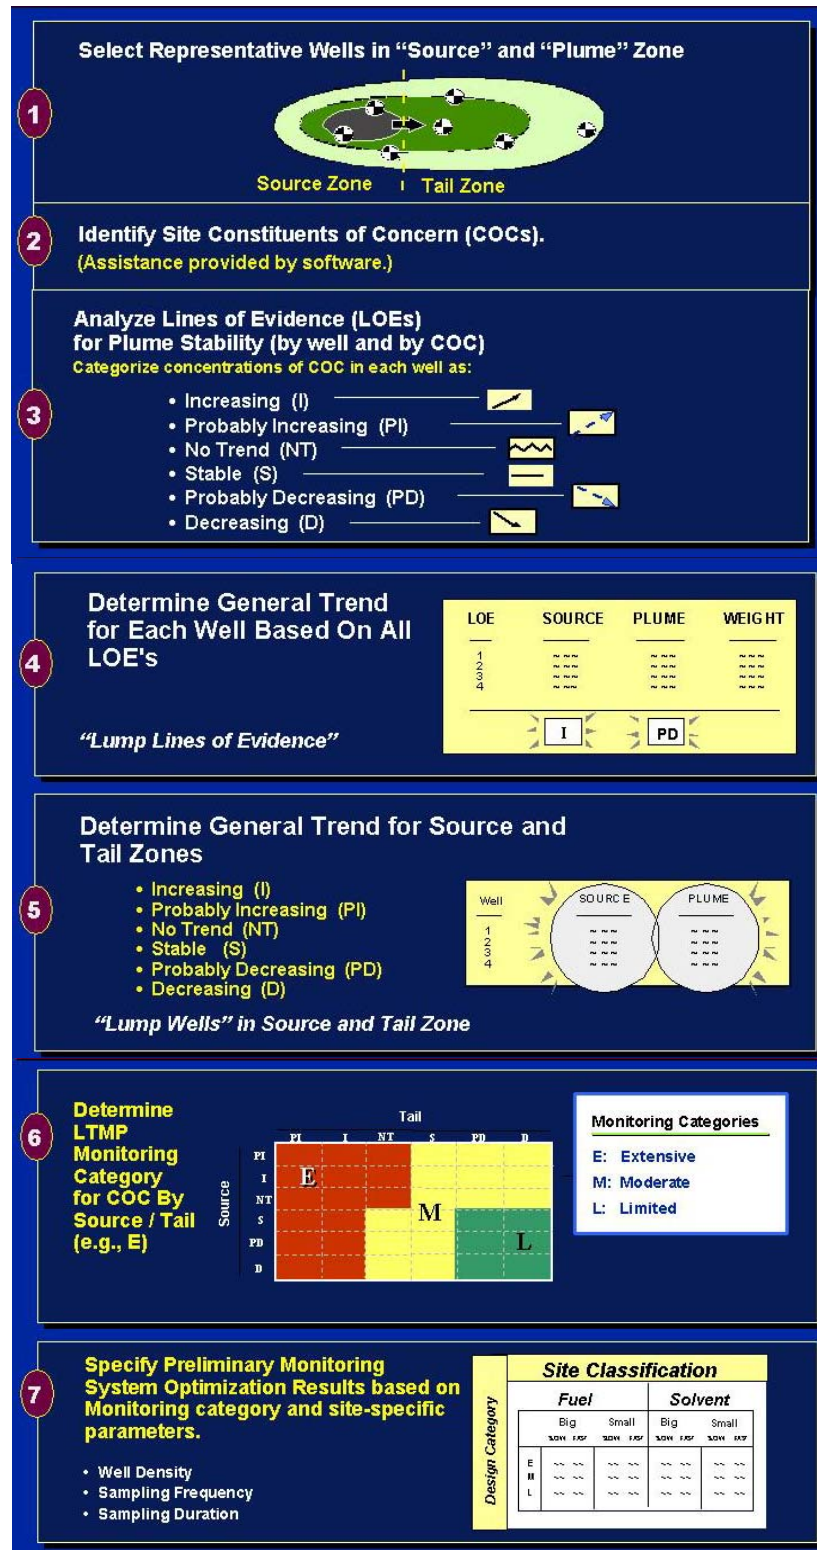 Select Representative Wells in “Source” and “Plume” Zone
1
Source Zone
Tail Zone
2
Identify Site Constituents of Concern (COCs).
(Assistance provided by software.)
3
Analyze Lines of Evidence (LOEs)
for Plume Stability (by well and by COC)
Categorize concentrations of COC in each well as:
• Increasing (I)
• Probably Increasing (PI)
• No Trend (NT)
• Stable (S)
• Probably Decreasing (PD)
• Decreasing (D)
4
Determine General Trend
for Each Well Based On All
LOE's
“Lump Lines of Evidence”
LOE SOURCE PLUME WEIGHT
1
2
3
4
I PD
5
Determine General Trend for Source and
Tail Zones
• Increasing (I)
• Probably Increasing (PI)
• No Trend (NT)
• Stable (S)
• Probably Decreasing (PD)
• Decreasing (D)
“Lump Wells” in Source and Tail Zone
Well SOURCE PLUME
1
2
3
4
6
Determine
LTMP
Monitoring
Category
for COC By
Source / Tail
(e.g., E)
Tail
PI I NT S PD D
Source
PI
I
NT
S
PD
D
E
M
L
Monitoring Categories
E: Extensive
M: Moderate
L: Limited
7
Specify Preliminary Monitoring
System Optimization Results based on
Monitoring category and site-specific
parameters.
• Well Density
• Sampling Frequency
• Sampling Duration
Site Classification
Design Category
Fuel Solvent
Big Small Big Small
SLOW FAST SLOW FAST SLOW FAST SLOW FAST
E
M
L